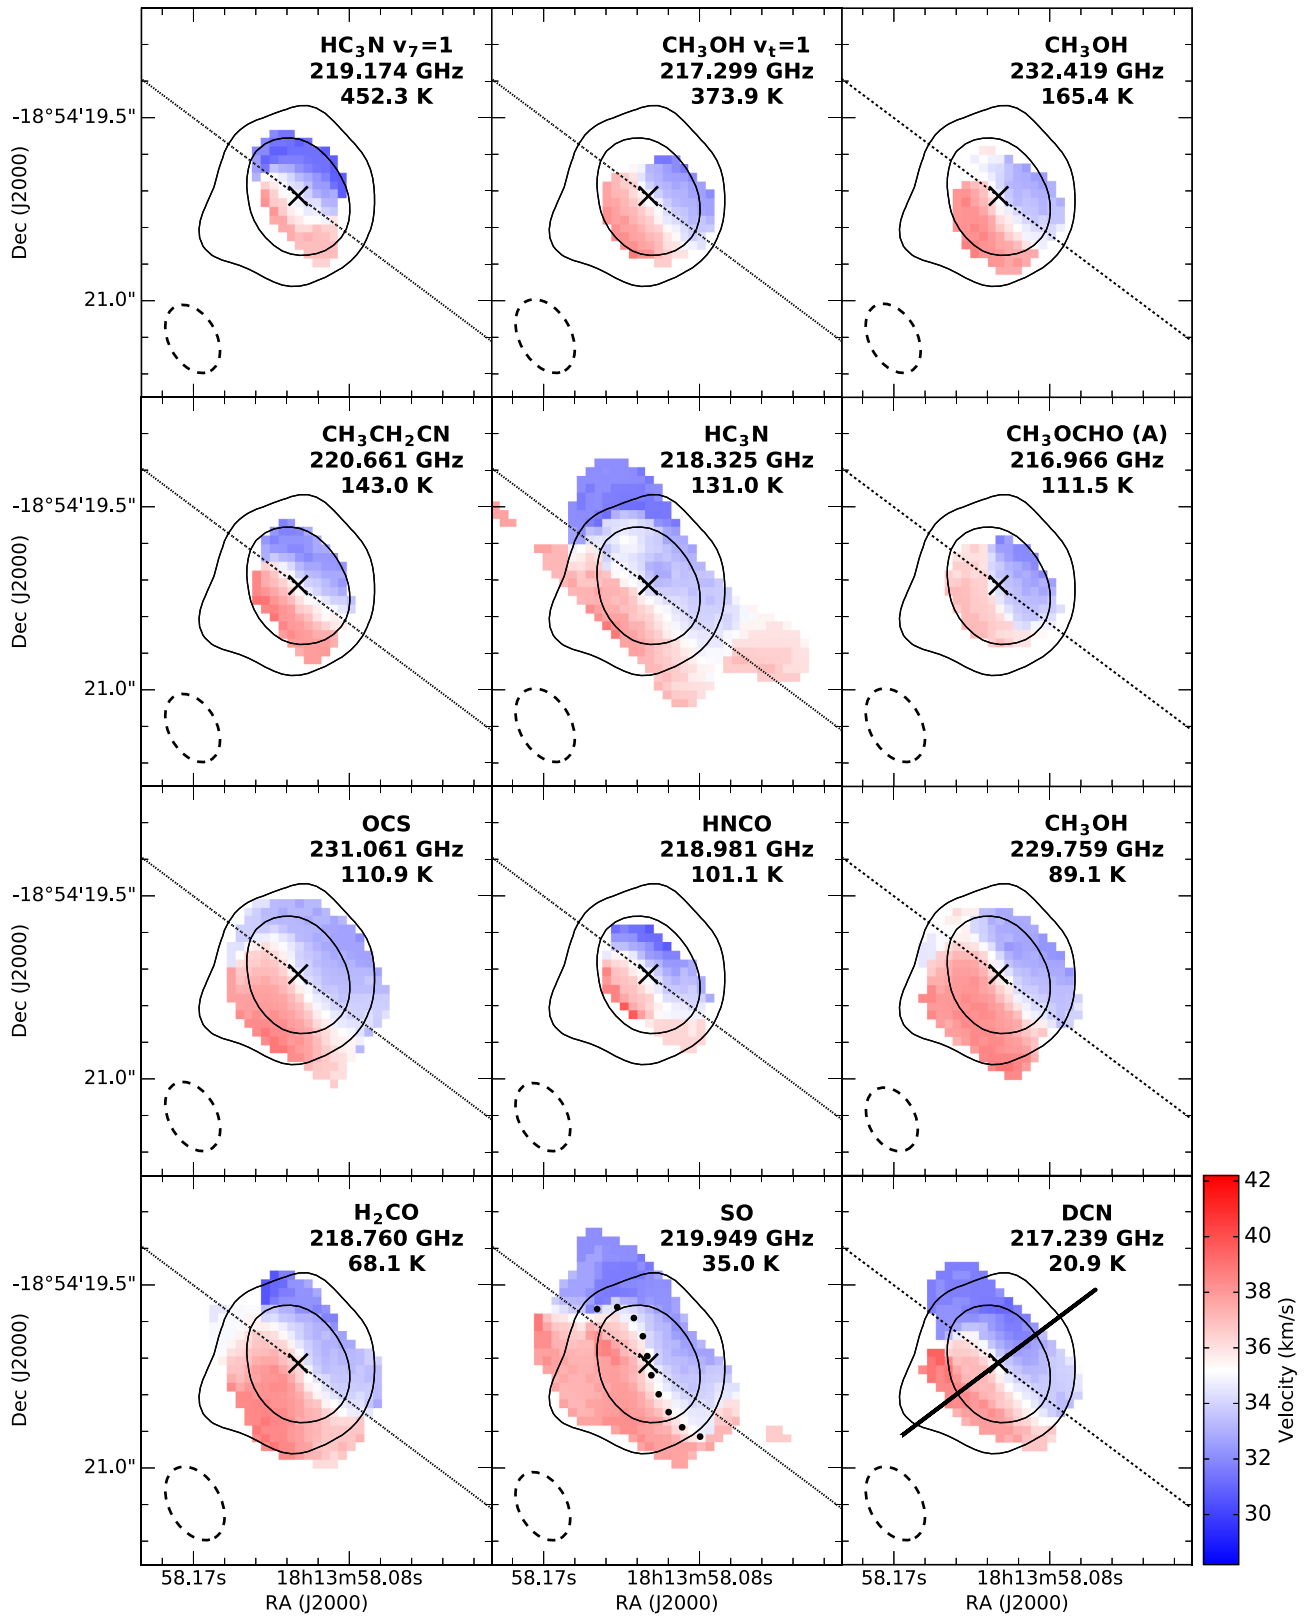 HC₃N v₇=1
219.174 GHz
452.3 K
CH₃OH vₜ=1
217.299 GHz
373.9 K
CH₃OH
232.419 GHz
165.4 K
-18°54'19.5"
21.0"
Dec (J2000)
CH₃CH₂CN
220.661 GHz
143.0 K
HC₃N
218.325 GHz
131.0 K
CH₃OCHO (A)
216.966 GHz
111.5 K
-18°54'19.5"
21.0"
Dec (J2000)
OCS
231.061 GHz
110.9 K
HNCO
218.981 GHz
101.1 K
CH₃OH
229.759 GHz
89.1 K
-18°54'19.5"
21.0"
Dec (J2000)
H₂CO
218.760 GHz
68.1 K
SO
219.949 GHz
35.0 K
DCN
217.239 GHz
20.9 K
-18°54'19.5"
21.0"
Dec (J2000)
42
40
38
36
34
32
30
Velocity (km/s)
58.17s 18h13m58.08s
RA (J2000)
58.17s 18h13m58.08s
RA (J2000)
58.17s 18h13m58.08s
RA (J2000)